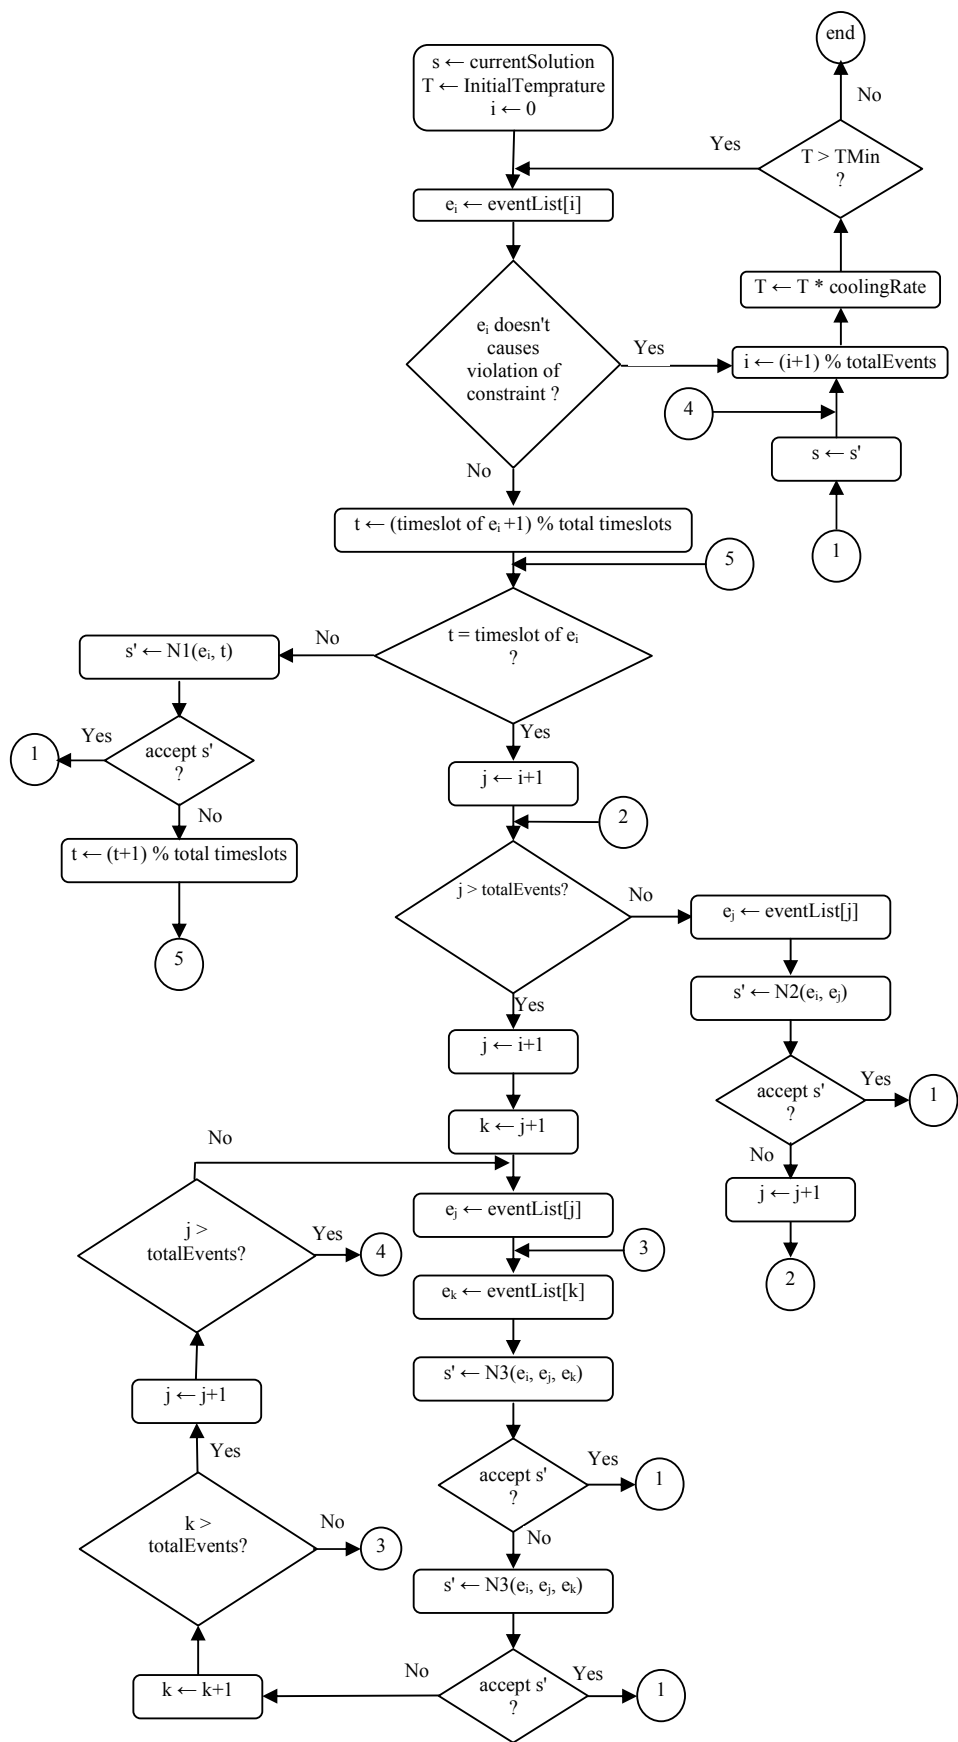 end
s ← currentSolution
T ← InitialTemprature
i ← 0
No
Yes
T > TMin
?
eᵢ ← eventList[i]
T ← T * coolingRate
eᵢ doesn't
causes
violation of
constraint ?
Yes
i ← (i+1) % totalEvents
4
s ← s'
No
t ← (timeslot of eᵢ +1) % total timeslots
1
5
t = timeslot of eᵢ
?
No
s' ← N1(eᵢ, t)
Yes
accept s'
?
Yes
1
j ← i+1
No
2
t ← (t+1) % total timeslots
j > totalEvents?
No
eⱼ ← eventList[j]
5
s' ← N2(eᵢ, eⱼ)
Yes
j ← i+1
accept s'
?
Yes
1
k ← j+1
No
No
j ← j+1
eⱼ ← eventList[j]
j >
totalEvents?
Yes
4
3
2
eₖ ← eventList[k]
s' ← N3(eᵢ, eⱼ, eₖ)
j ← j+1
Yes
accept s'
?
Yes
1
k >
totalEvents?
No
3
No
s' ← N3(eᵢ, eⱼ, eₖ)
No
accept s'
?
Yes
1
k ← k+1